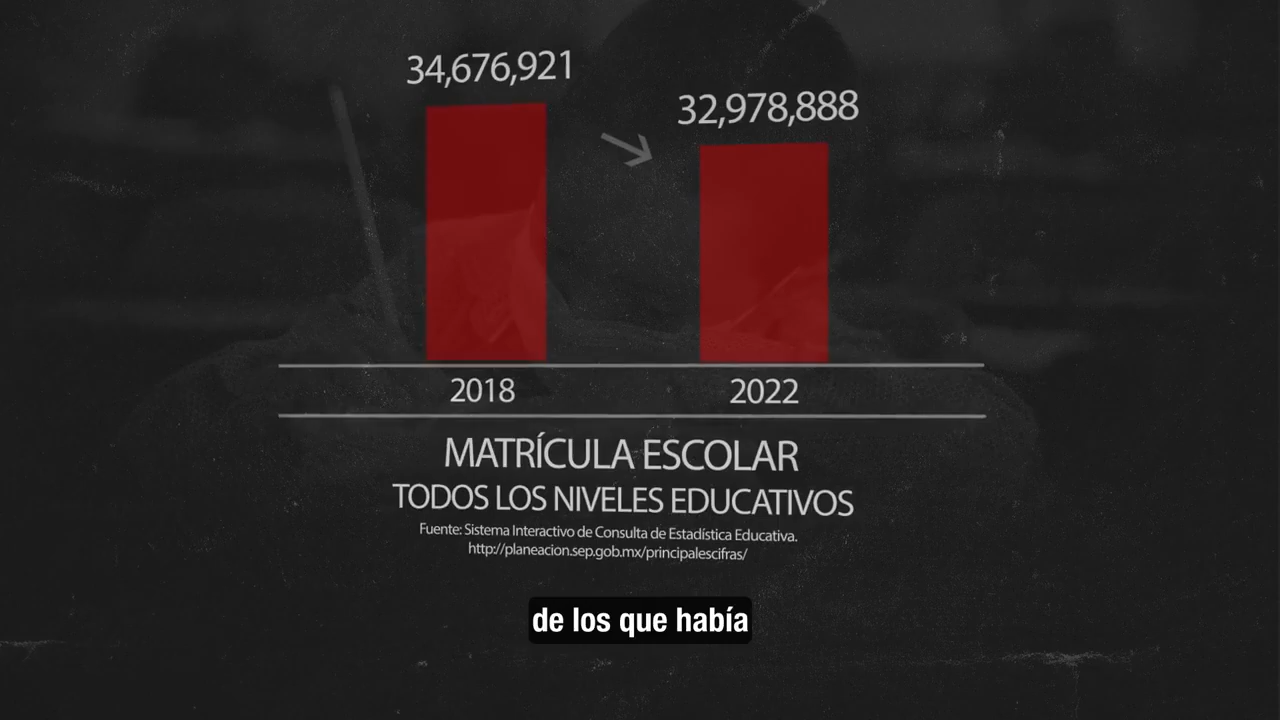 34,676,921
32,978,888
2018
2022
MATRÍCULA ESCOLAR
TODOS LOS NIVELES EDUCATIVOS
Fuente: Sistema Interactivo de Consulta de Estadística Educativa.
http://planeacion.sep.gob.mx/principalescifras/
de los que había